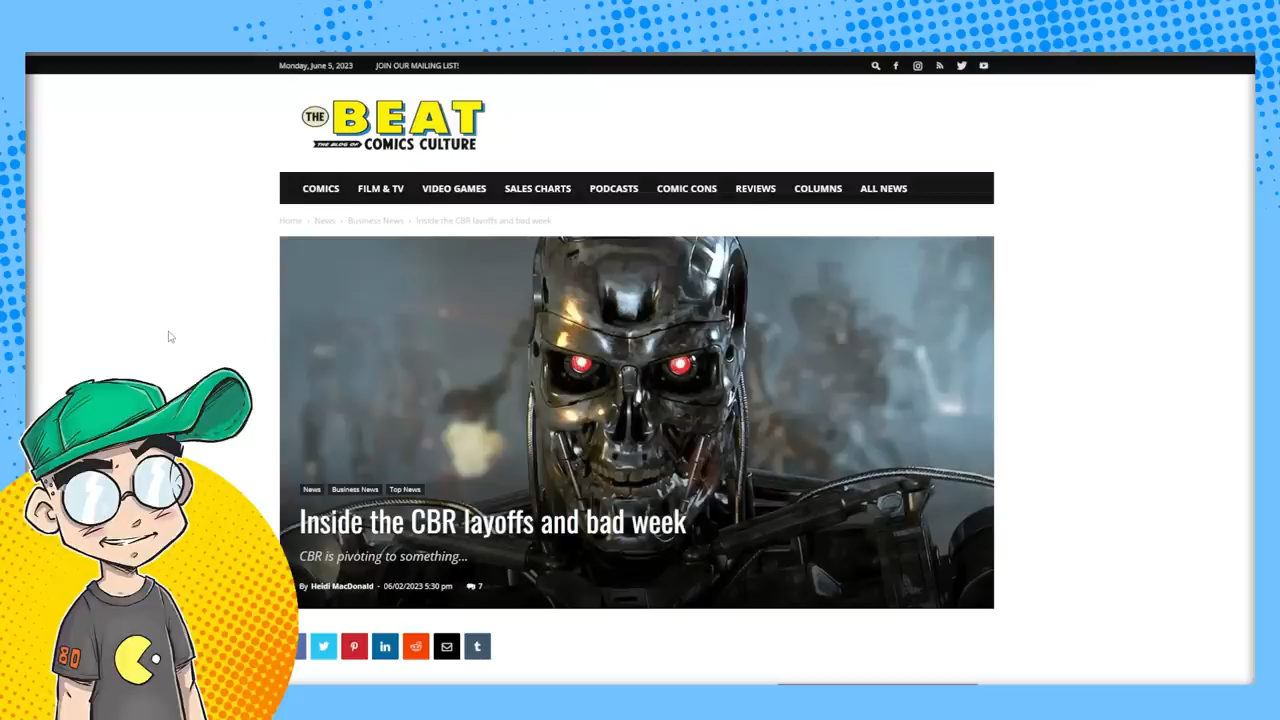 Monday, June 5, 2023 JOIN OUR MAILING LIST!
THE BEAT
THE BLOG OF COMICS CULTURE
COMICS FILM & TV VIDEO GAMES SALES CHARTS PODCASTS COMIC CONS REVIEWS COLUMNS ALL NEWS
Home › News › Business News › Inside the CBR layoffs and bad week
News Business News Top News
Inside the CBR layoffs and bad week
CBR is pivoting to something...
By Heidi MacDonald - 06/02/2023 5:30 pm 7
80